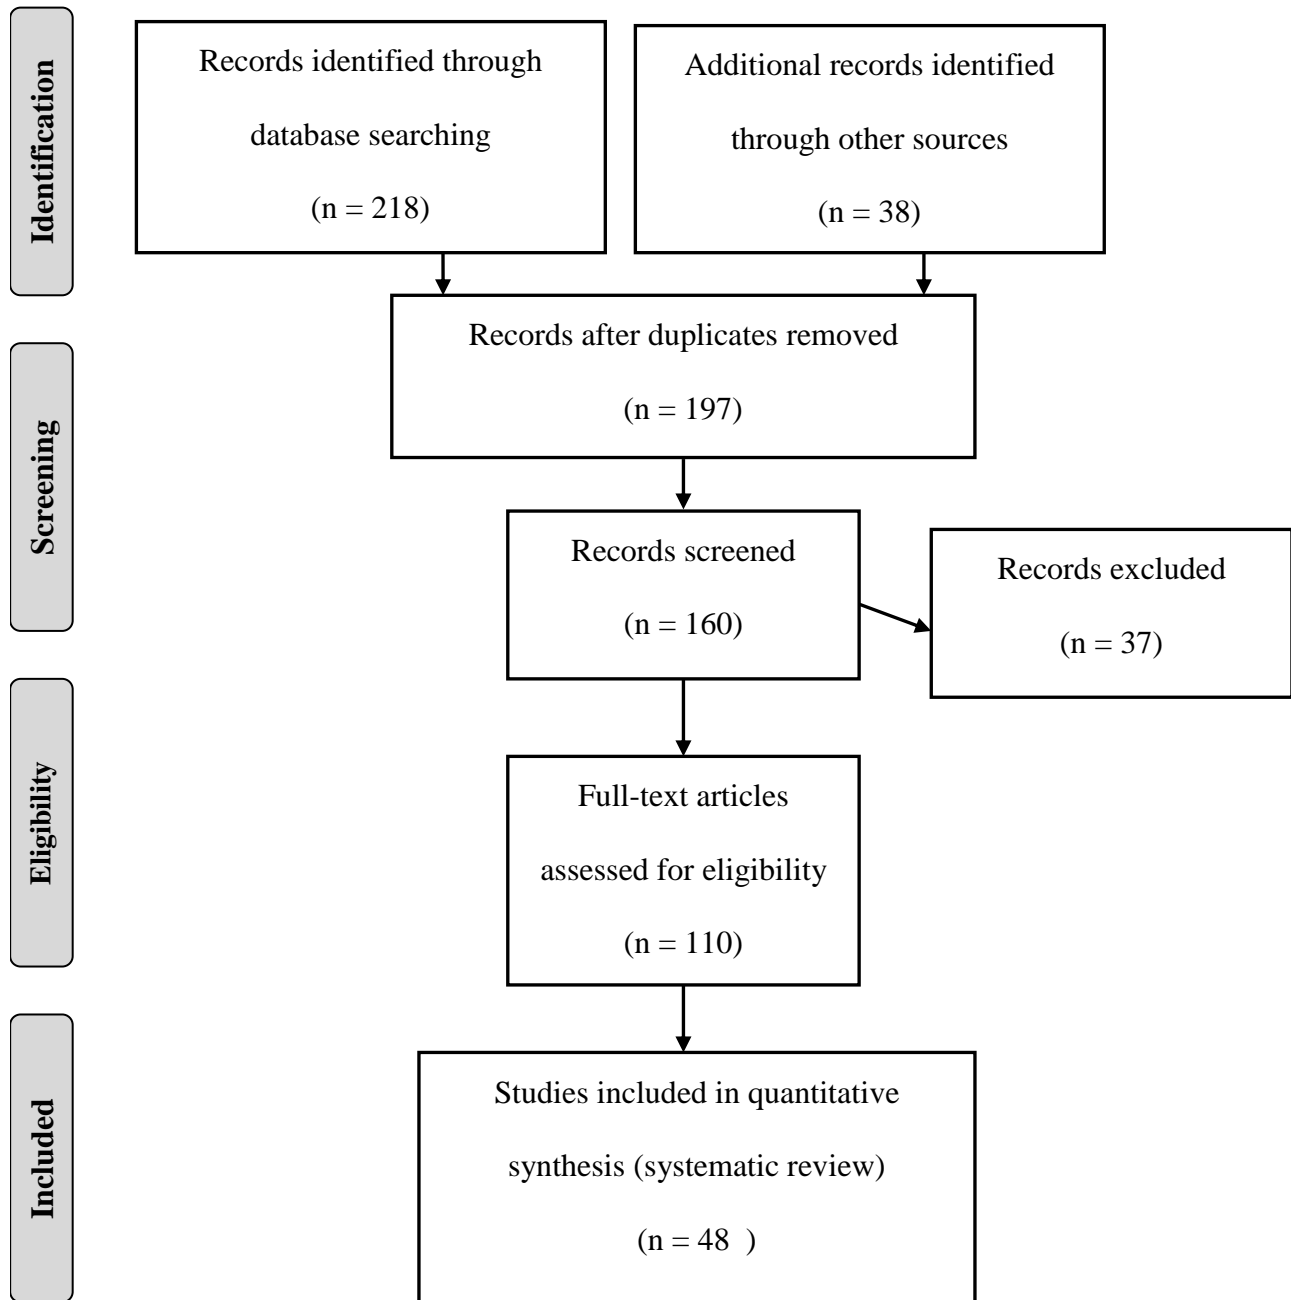 Identification
Records identified through
database searching
(n = 218)
Additional records identified
through other sources
(n = 38)
Records after duplicates removed
(n = 197)
Screening
Records screened
(n = 160)
Records excluded
(n = 37)
Eligibility
Full-text articles
assessed for eligibility
(n = 110)
Included
Studies included in quantitative
synthesis (systematic review)
(n = 48  )